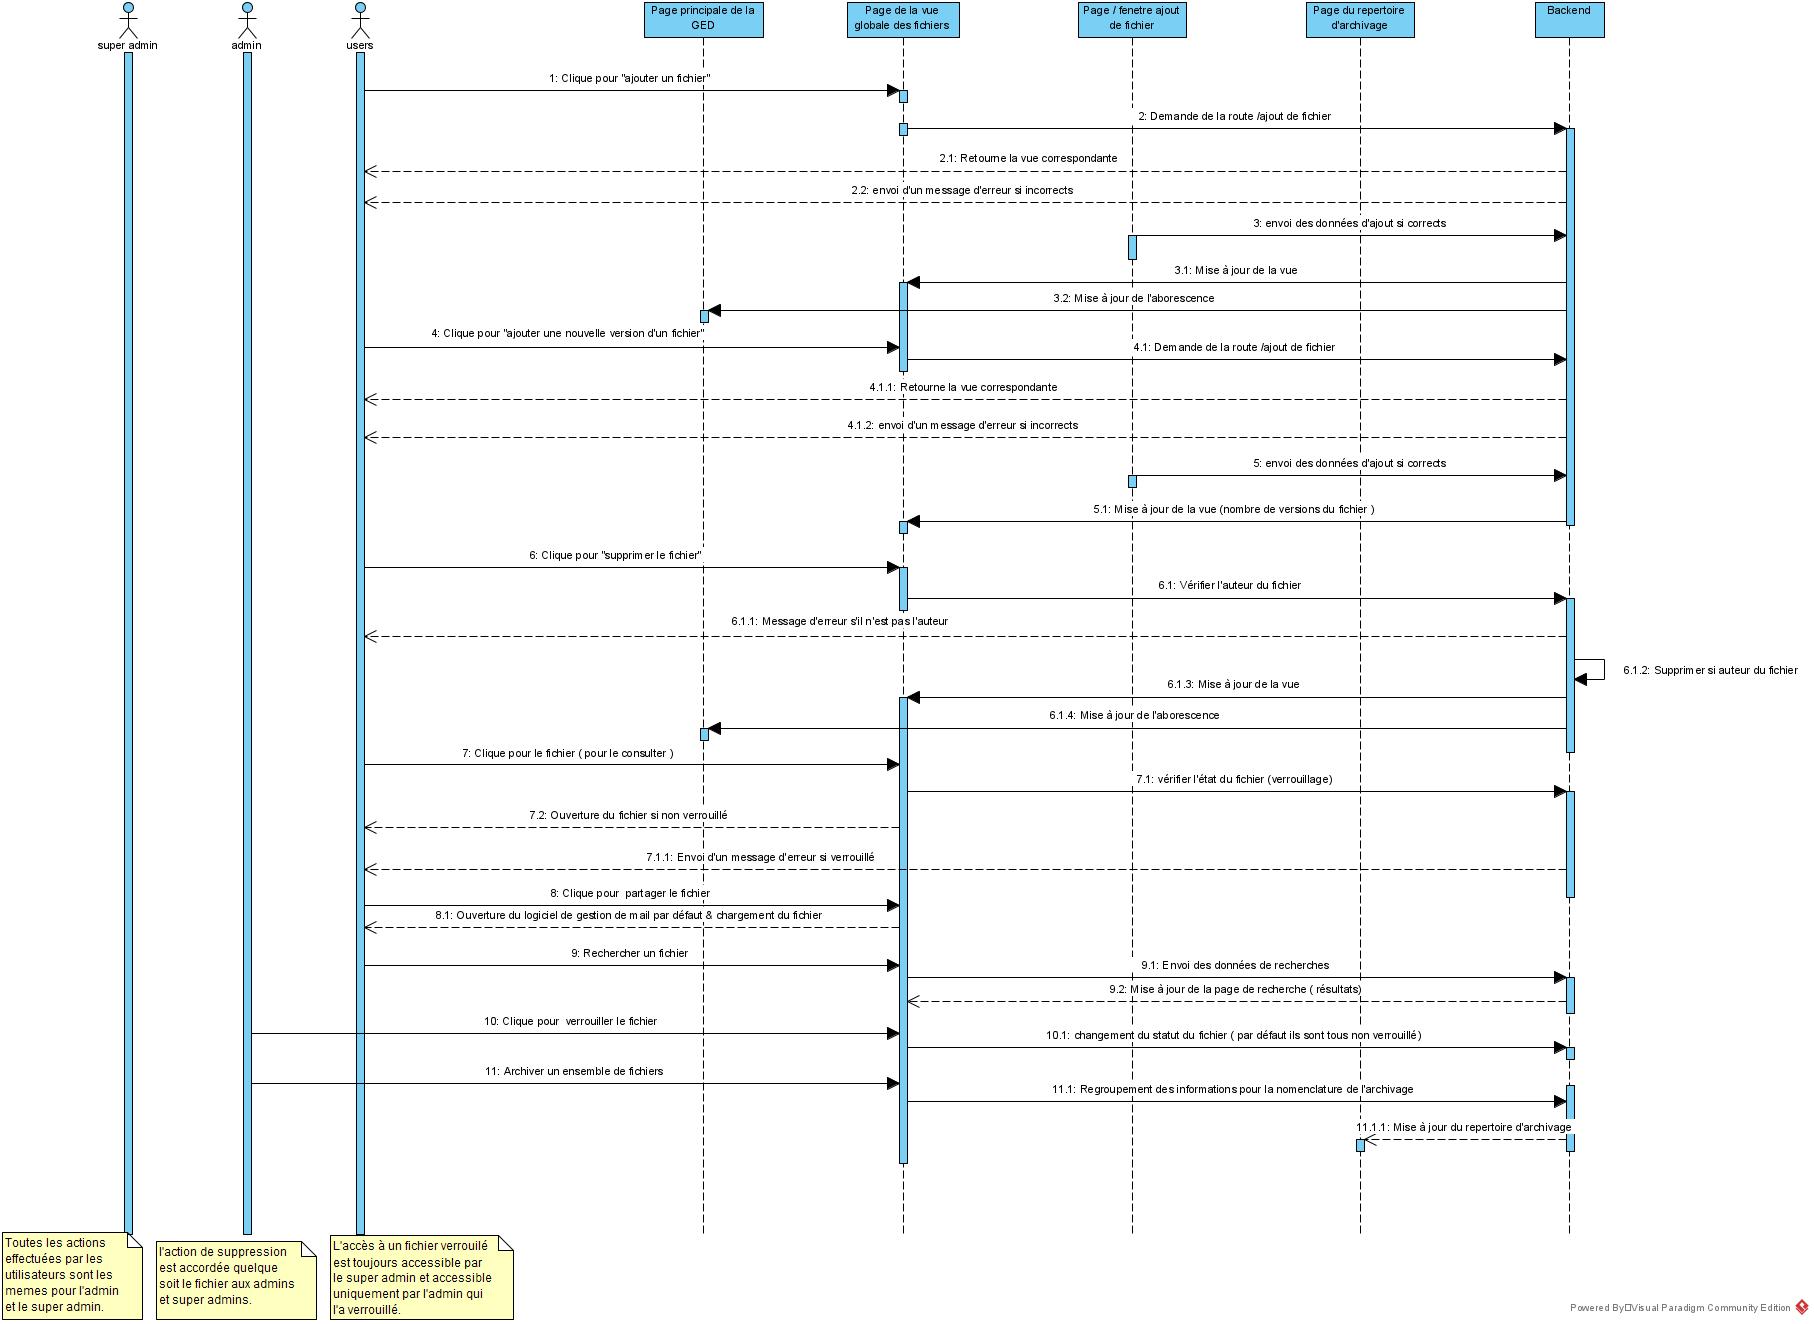 super admin
admin
users
Page principale de la
GED
Page de la vue
globale des fichiers
Page / fenetre ajout
de fichier
Page du repertoire
d'archivage
Backend
1: Clique pour "ajouter un fichier"
2: Demande de la route /ajout de fichier
2.1: Retourne la vue correspondante
2.2: envoi d'un message d'erreur si incorrects
3: envoi des données d'ajout si corrects
3.1: Mise à jour de la vue
3.2: Mise à jour de l'aborescence
4: Clique pour "ajouter une nouvelle version d'un fichier"
4.1: Demande de la route /ajout de fichier
4.1.1: Retourne la vue correspondante
4.1.2: envoi d'un message d'erreur si incorrects
5: envoi des données d'ajout si corrects
5.1: Mise à jour de la vue (nombre de versions du fichier )
6: Clique pour "supprimer le fichier"
6.1: Vérifier l'auteur du fichier
6.1.1: Message d'erreur s'il n'est pas l'auteur
6.1.2: Supprimer si auteur du fichier
6.1.3: Mise à jour de la vue
6.1.4: Mise à jour de l'aborescence
7: Clique pour le fichier ( pour le consulter )
7.1: vérifier l'état du fichier (verrouillage)
7.2: Ouverture du fichier si non verrouillé
7.1.1: Envoi d'un message d'erreur si verrouillé
8: Clique pour partager le fichier
8.1: Ouverture du logiciel de gestion de mail par défaut & chargement du fichier
9: Rechercher un fichier
9.1: Envoi des données de recherches
9.2: Mise à jour de la page de recherche ( résultats)
10: Clique pour verrouiller le fichier
10.1: changement du statut du fichier ( par défaut ils sont tous non verrouillé)
11: Archiver un ensemble de fichiers
11.1: Regroupement des informations pour la nomenclature de l'archivage
11.1.1: Mise à jour du repertoire d'archivage
Toutes les actions
effectuées par les
utilisateurs sont les
memes pour l'admin
et le super admin.
l'action de suppression
est accordée quelque
soit le fichier aux admins
et super admins.
L'accès à un fichier verrouilé
est toujours accessible par
le super admin et accessible
uniquement par l'admin qui
l'a verrouillé.
Powered By Visual Paradigm Community Edition